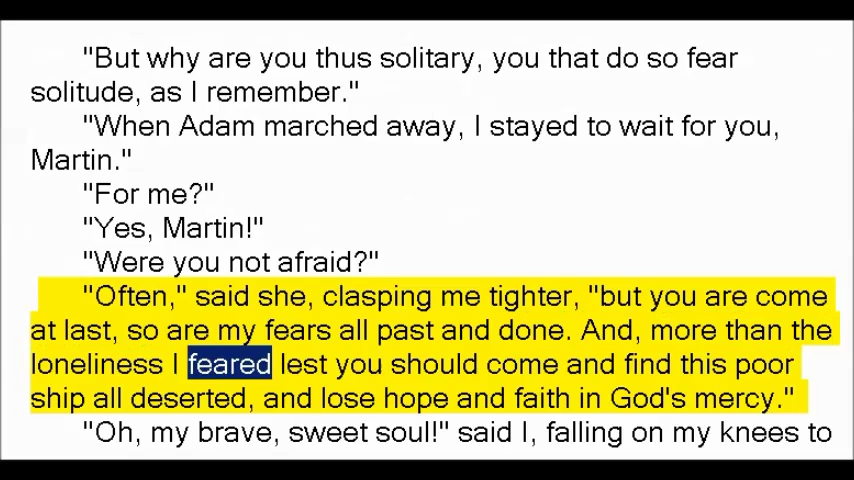 "But why are you thus solitary, you that do so fear
solitude, as I remember."
"When Adam marched away, I stayed to wait for you,
Martin."
"For me?"
"Yes, Martin!"
"Were you not afraid?"
"Often," said she, clasping me tighter, "but you are come
at last, so are my fears all past and done. And, more than the
loneliness I feared lest you should come and find this poor
ship all deserted, and lose hope and faith in God's mercy."
"Oh, my brave, sweet soul!" said I, falling on my knees to